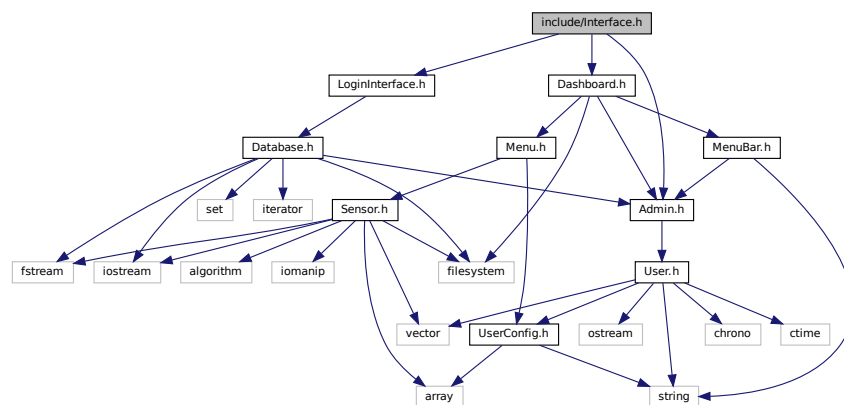 include/Interface.h
LoginInterface.h
Dashboard.h
Database.h
Menu.h
MenuBar.h
set
iterator
Sensor.h
Admin.h
fstream
iostream
algorithm
iomanip
filesystem
User.h
vector
UserConfig.h
ostream
chrono
ctime
array
string